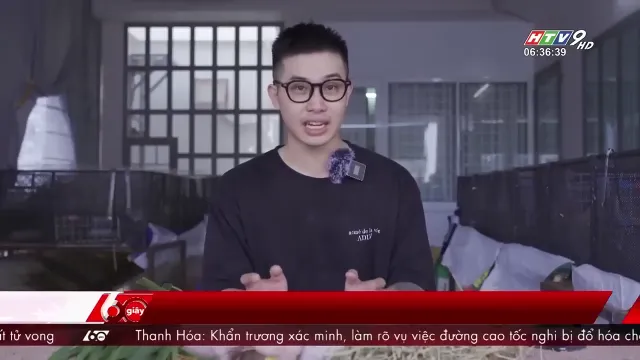 HTV9 HD
06:36:39
60 giây
ất tử vong 60 Thanh Hóa: Khẩn trương xác minh, làm rõ vụ việc đường cao tốc nghi bị đổ hóa ch